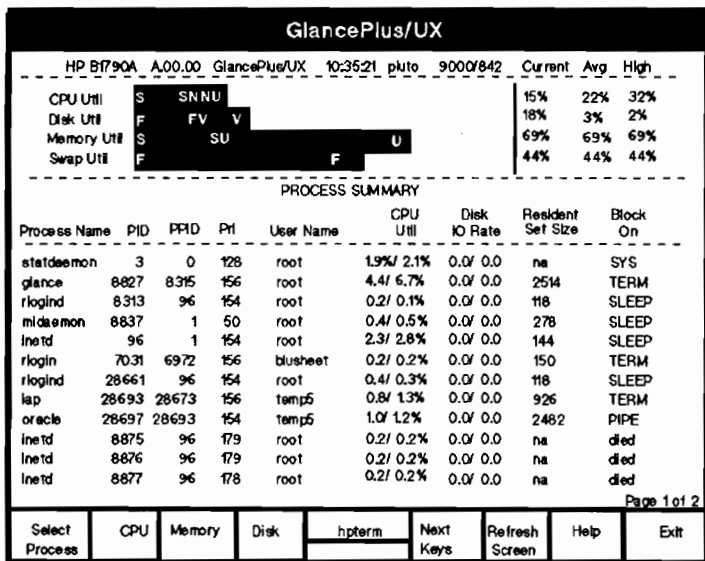 GlancePlus/UX
HP B1790A A.00.00 GlancePlus/UX 10:35:21 pluto 9000/842 Current Avg High
CPU Util S SNNU 15% 22% 32%
Disk Util F FV V 18% 3% 2%
Memory Util S SU U 69% 69% 69%
Swap Util F F 44% 44% 44%
PROCESS SUMMARY
CPU Disk Resident Block
Process Name PID PPID Pri User Name Util IO Rate Set Size On
statdaemon 3 0 128 root 1.9%/ 2.1% 0.0/ 0.0 na SYS
glance 8827 8315 156 root 4.4/ 6.7% 0.0/ 0.0 2514 TERM
rlogind 8313 96 154 root 0.2/ 0.1% 0.0/ 0.0 118 SLEEP
midaemon 8837 1 50 root 0.4/ 0.5% 0.0/ 0.0 278 SLEEP
inetd 96 1 154 root 2.3/ 2.8% 0.0/ 0.0 144 SLEEP
rlogin 7031 6972 156 blusheet 0.2/ 0.2% 0.0/ 0.0 150 TERM
rlogind 28661 96 154 root 0.4/ 0.3% 0.0/ 0.0 118 SLEEP
iap 28693 28673 156 temp5 0.8/ 1.3% 0.0/ 0.0 926 TERM
oracle 28697 28693 154 temp5 1.0/ 1.2% 0.0/ 0.0 2482 PIPE
inetd 8875 96 179 root 0.2/ 0.2% 0.0/ 0.0 na died
inetd 8876 96 179 root 0.2/ 0.2% 0.0/ 0.0 na died
inetd 8877 96 178 root 0.2/ 0.2% 0.0/ 0.0 na died
Page 1 of 2
Select CPU Memory Disk hpterm Next Refresh Help Exit
Process Keys Screen